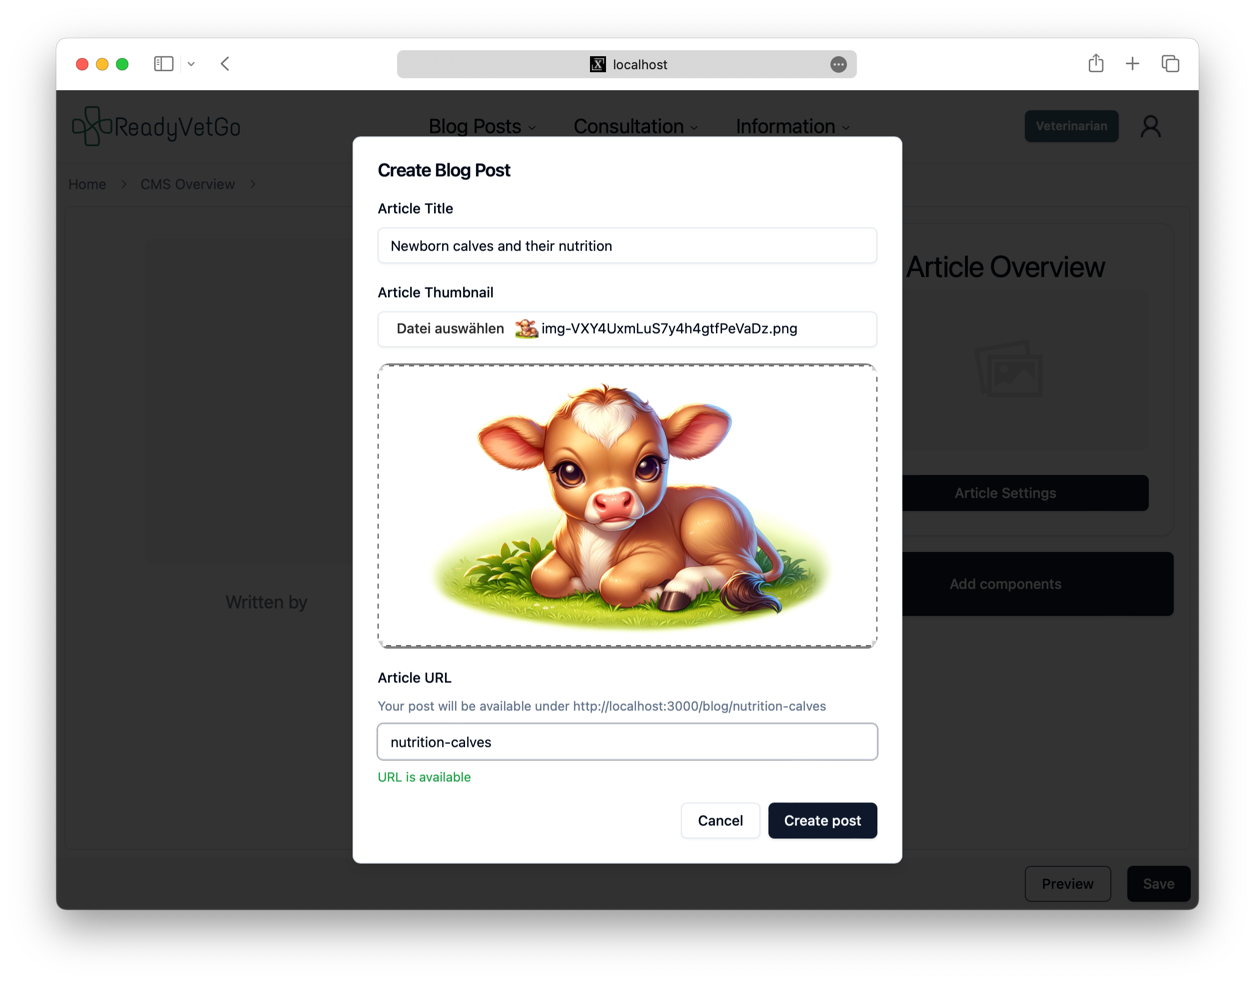 localhost
ReadyVetGo
Blog Posts
Consultation
Information
Veterinarian
Home
CMS Overview
Create Blog Post
Article Title
Newborn calves and their nutrition
Article Thumbnail
Datei auswählen img-VXY4UxmLuS7y4h4gtfPeVaDz.png
Article URL
Your post will be available under http://localhost:3000/blog/nutrition-calves
nutrition-calves
URL is available
Cancel
Create post
Written by
Article Overview
Article Settings
Add components
Preview
Save